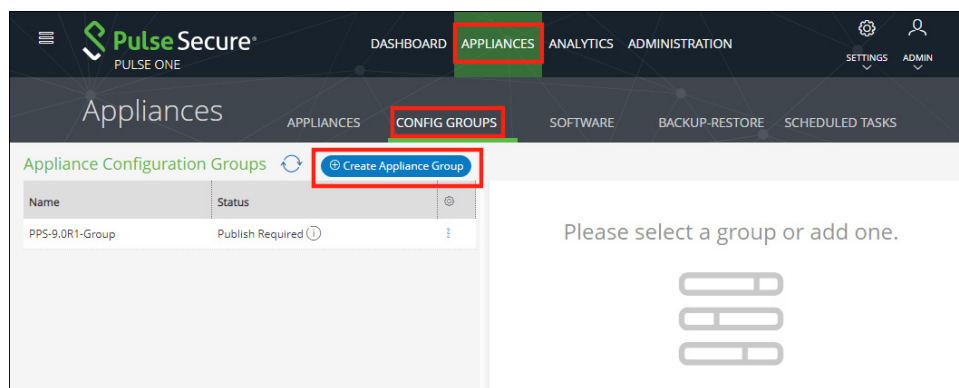 Pulse Secure®
PULSE ONE
DASHBOARD APPLIANCES ANALYTICS ADMINISTRATION
SETTINGS ADMIN
Appliances
APPLIANCES CONFIG GROUPS SOFTWARE BACKUP-RESTORE SCHEDULED TASKS
Appliance Configuration Groups Create Appliance Group
Name Status
PPS-9.0R1-Group Publish Required
Please select a group or add one.